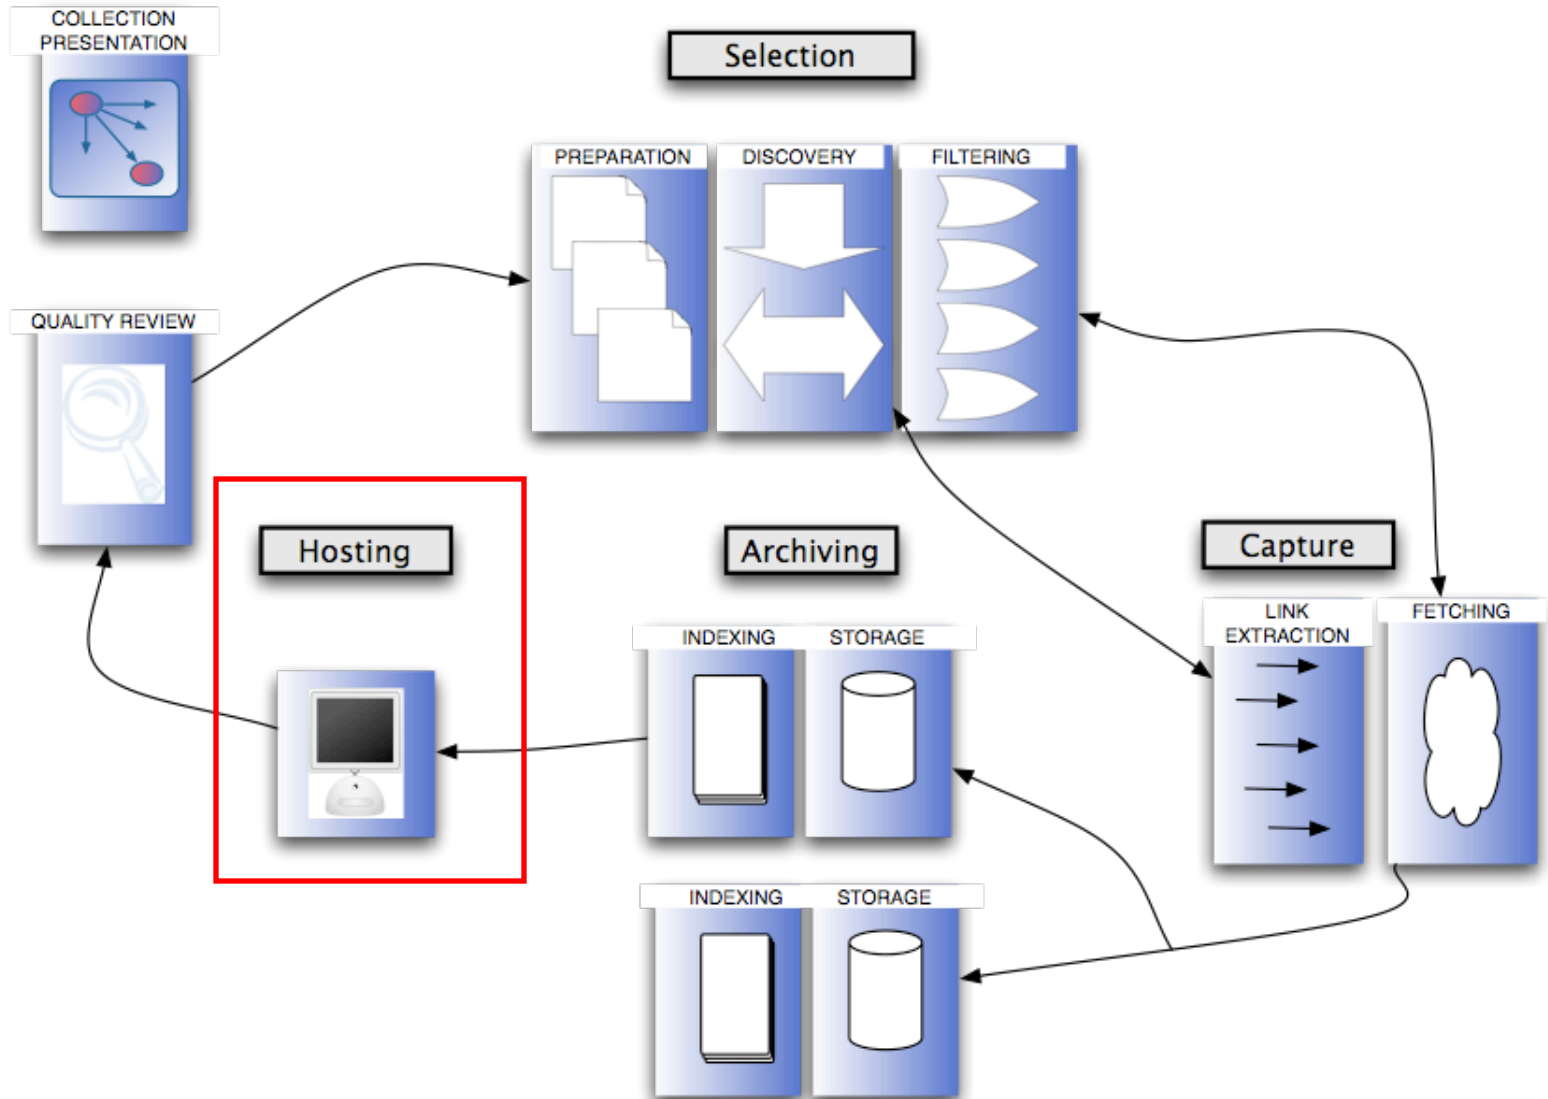 COLLECTION
PRESENTATION
Selection
PREPARATION
DISCOVERY
FILTERING
QUALITY REVIEW
Hosting
Archiving
Capture
INDEXING
STORAGE
LINK
EXTRACTION
FETCHING
INDEXING
STORAGE